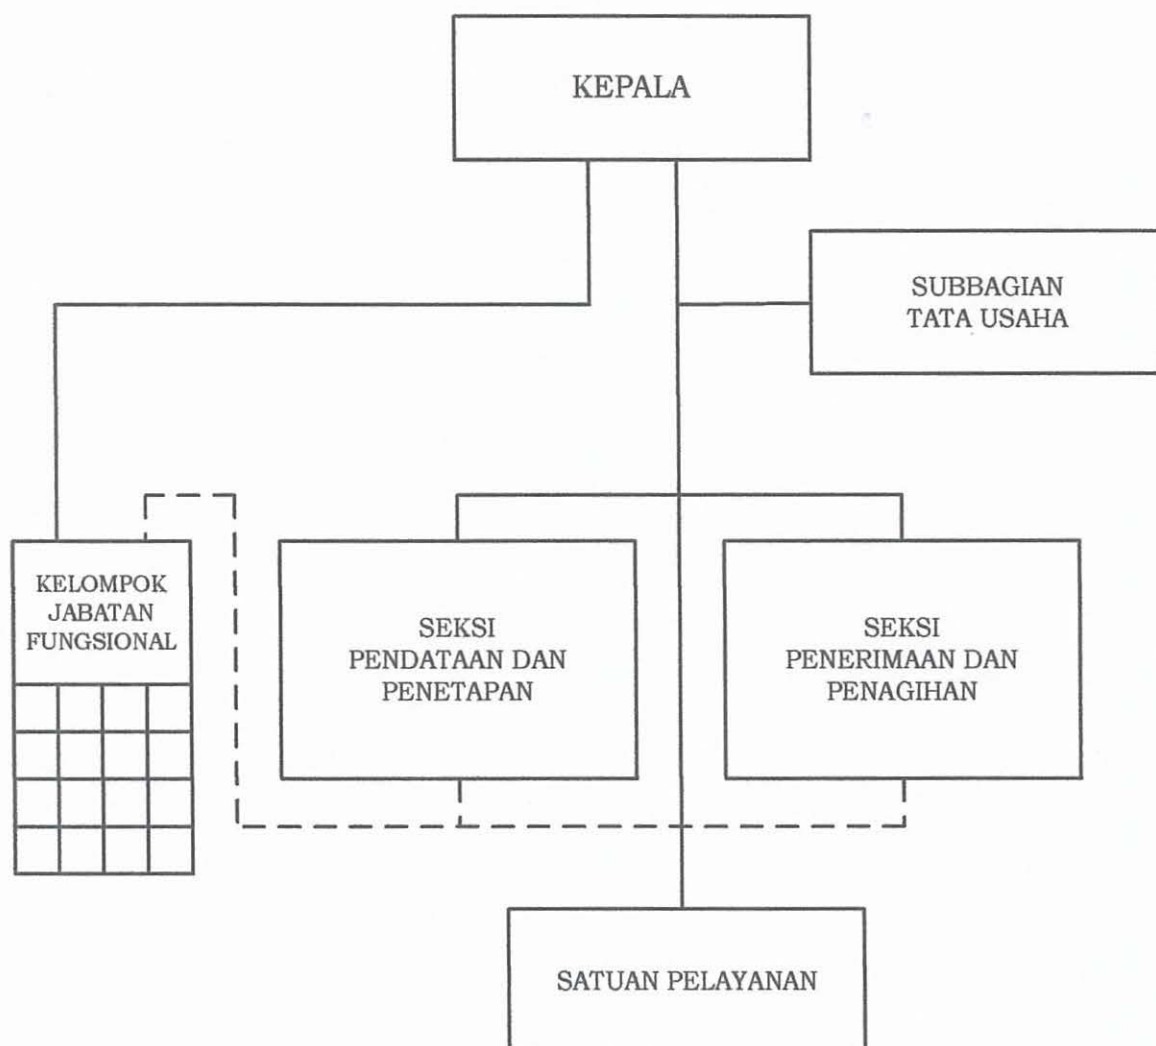 KEPALA
SUBBAGIAN
TATA USAHA
KELOMPOK
JABATAN
FUNGSIONAL
SEKSI
PENDATAAN DAN
PENETAPAN
SEKSI
PENERIMAAN DAN
PENAGIHAN
SATUAN PELAYANAN